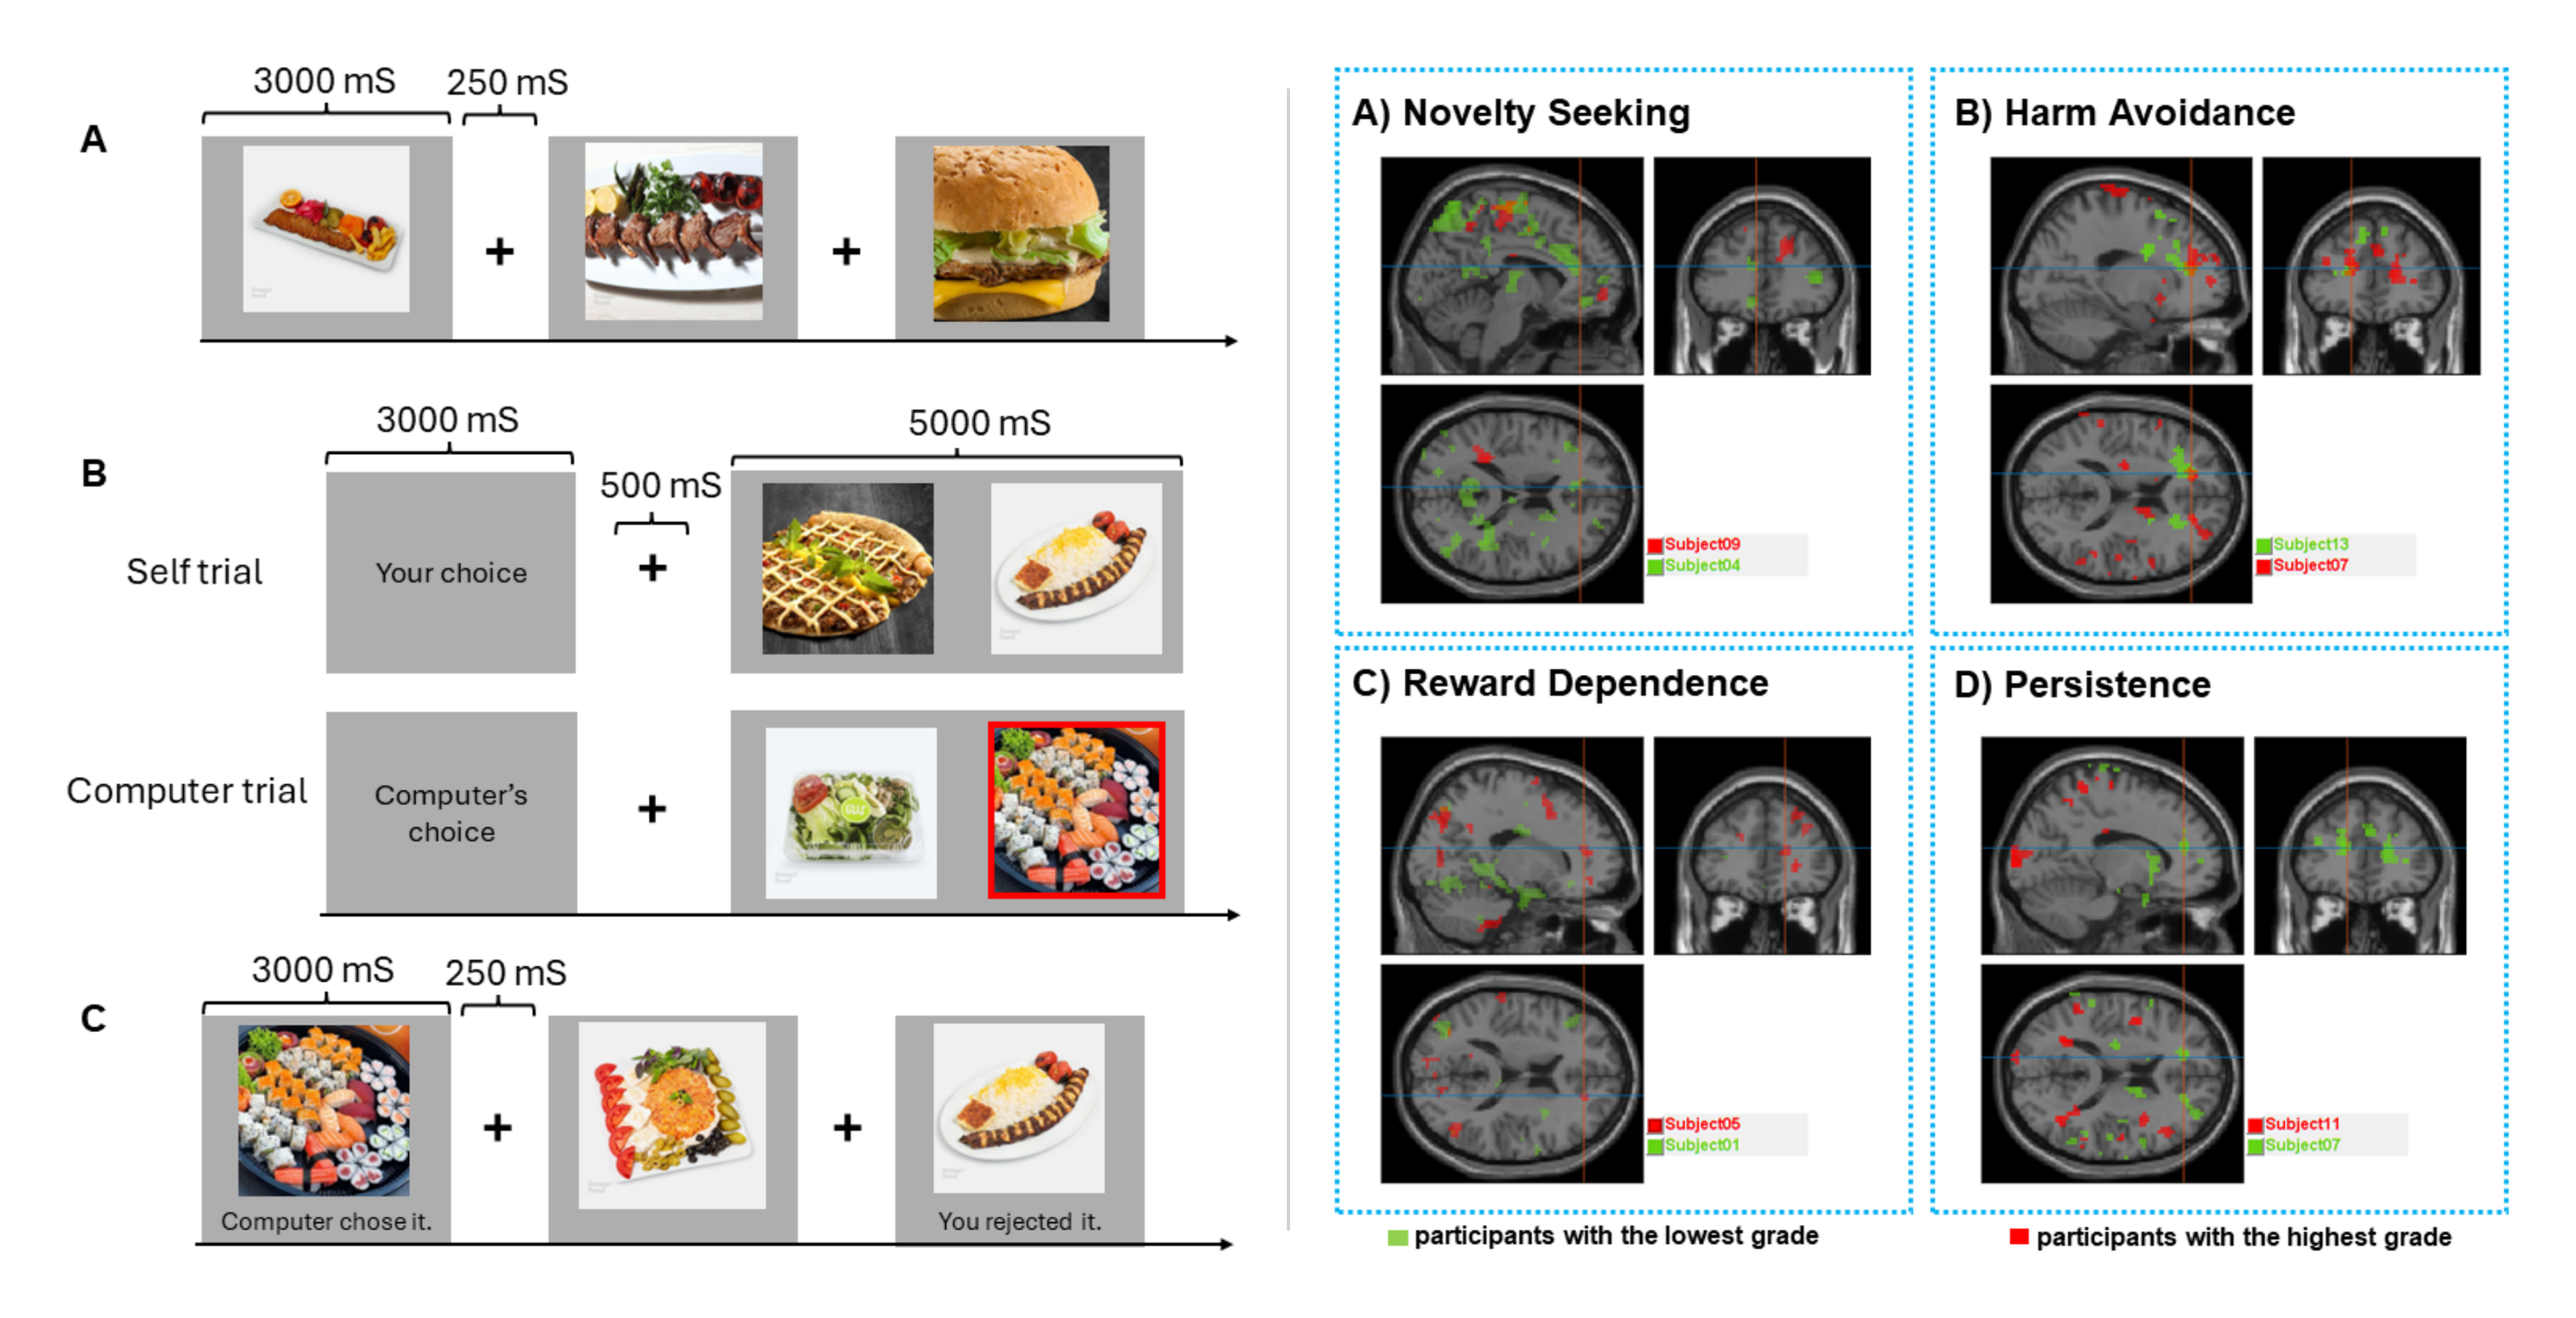 3000 mS
250 mS
A
+
+
3000 mS
5000 mS
B
500 mS
Self trial
Your choice
+
Computer trial
Computer's
choice
+
3000 mS
250 mS
C
+
+
Computer chose it.
You rejected it.
A) Novelty Seeking
Subject09
Subject04
B) Harm Avoidance
Subject13
Subject07
C) Reward Dependence
Subject05
Subject01
D) Persistence
Subject11
Subject07
participants with the lowest grade
participants with the highest grade